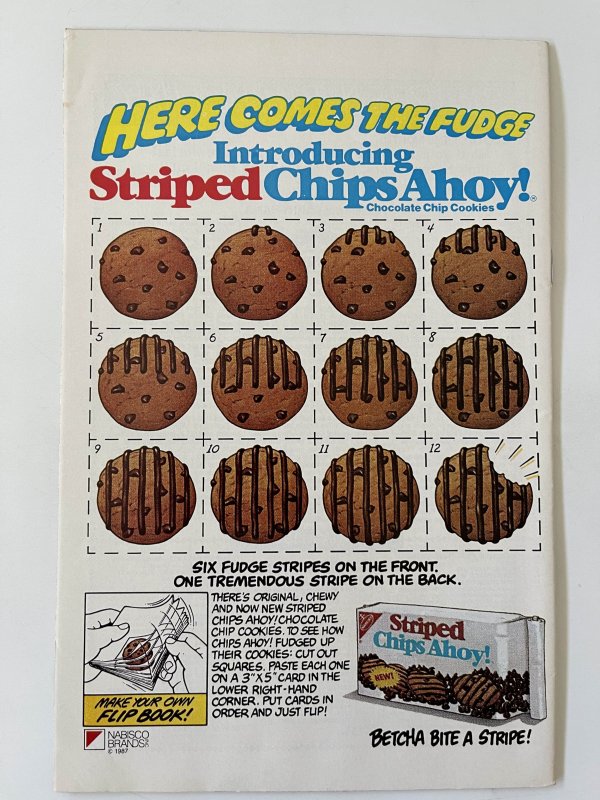 HERE COMES THE FUDGE
Introducing
Striped Chips Ahoy!®
Chocolate Chip Cookies
1 2 3 4
5 6 7 8
9 10 11 12
SIX FUDGE STRIPES ON THE FRONT.
ONE TREMENDOUS STRIPE ON THE BACK.
THERE'S ORIGINAL, CHEWY
AND NOW NEW STRIPED
CHIPS AHOY! CHOCOLATE
CHIP COOKIES. TO SEE HOW
CHIPS AHOY! FUDGED UP
THEIR COOKIES: CUT OUT
SQUARES. PASTE EACH ONE
ON A 3"X5" CARD IN THE
LOWER RIGHT-HAND
CORNER. PUT CARDS IN
ORDER AND JUST FLIP!
MAKE YOUR OWN
FLIP BOOK!
NABISCO
BRANDS
© 1987
Striped
Chips Ahoy!
NEW!
BETCHA BITE A STRIPE!